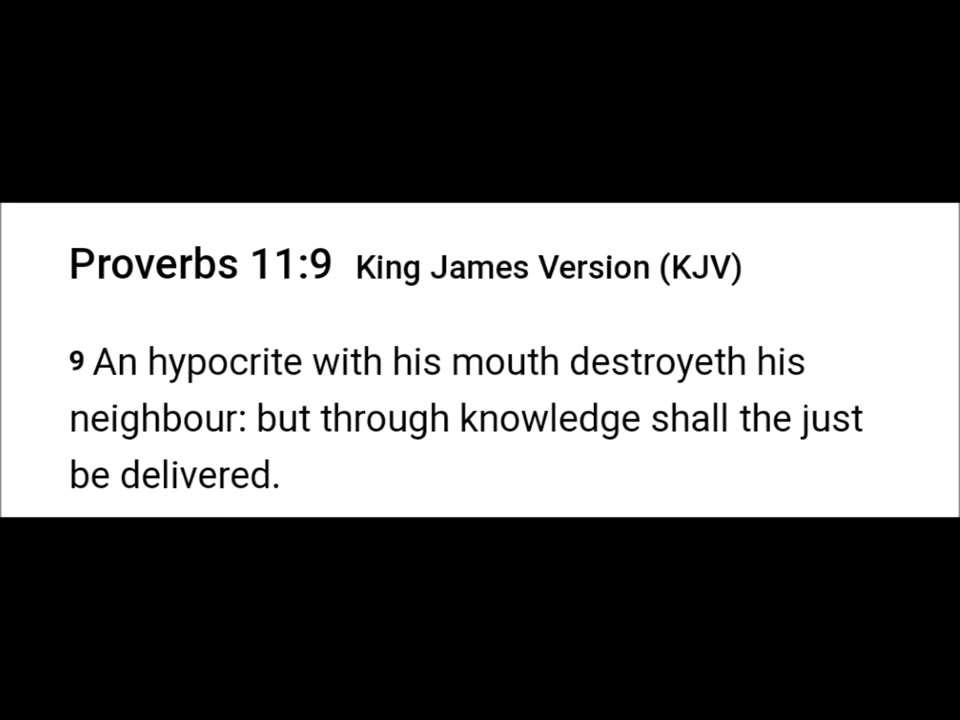 Proverbs 11:9 King James Version (KJV)
9 An hypocrite with his mouth destroyeth his
neighbour: but through knowledge shall the just
be delivered.